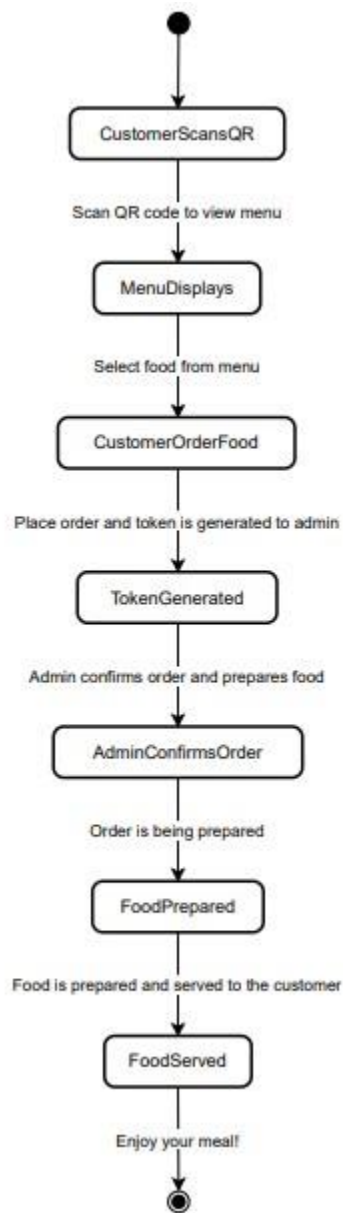 CustomerScansQR
Scan QR code to view menu
MenuDisplays
Select food from menu
CustomerOrderFood
Place order and token is generated to admin
TokenGenerated
Admin confirms order and prepares food
AdminConfirmsOrder
Order is being prepared
FoodPrepared
Food is prepared and served to the customer
FoodServed
Enjoy your meal!